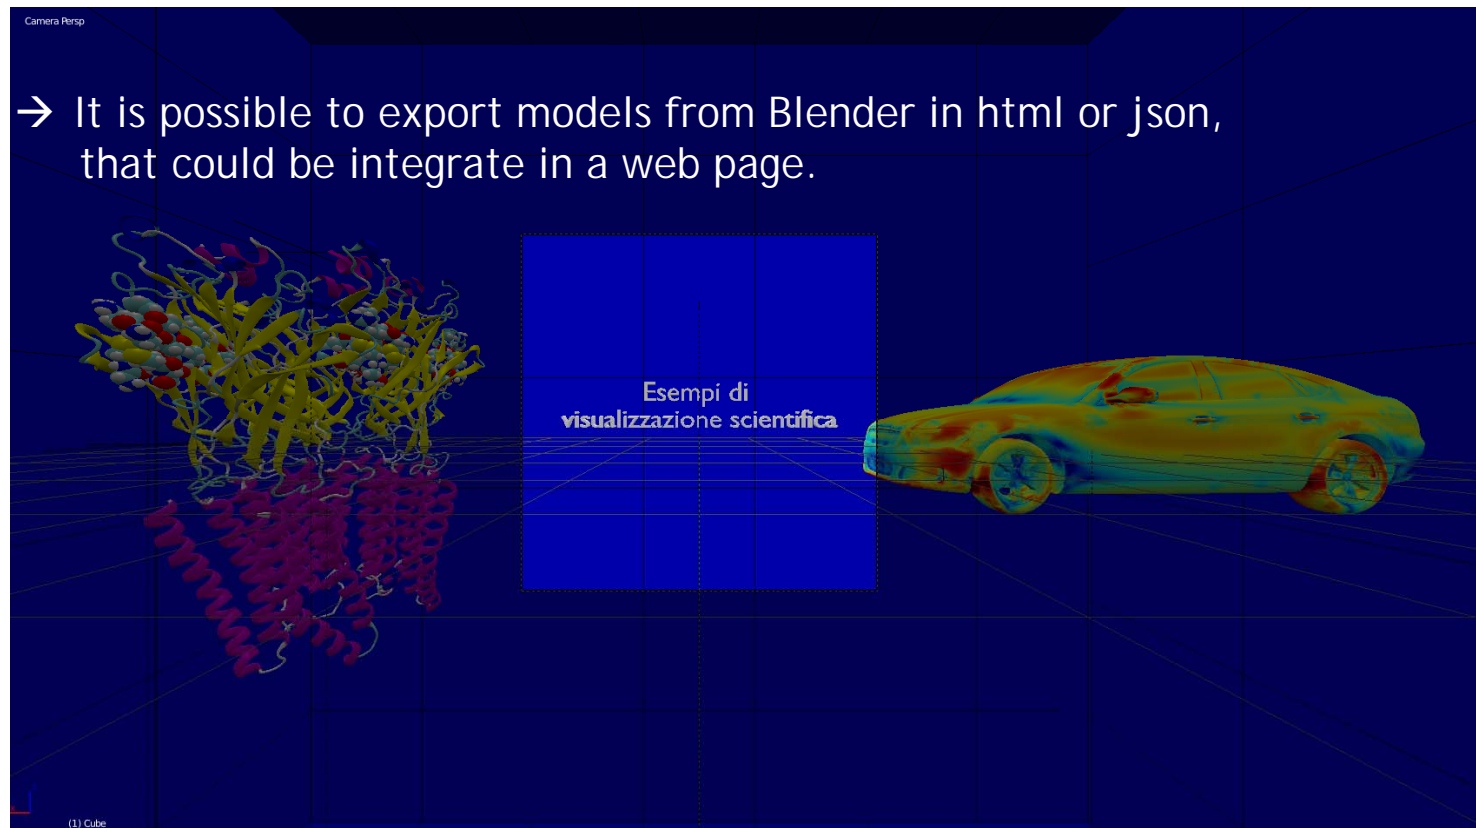 Camera Persp
→ It is possible to export models from Blender in html or json,
that could be integrate in a web page.
Esempi di
visualizzazione scientifica
(1) Cube